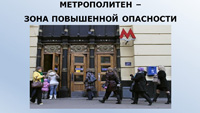 МЕТРОПОЛИТЕН –
ЗОНА ПОВЫШЕННОЙ ОПАСНОСТИ
М